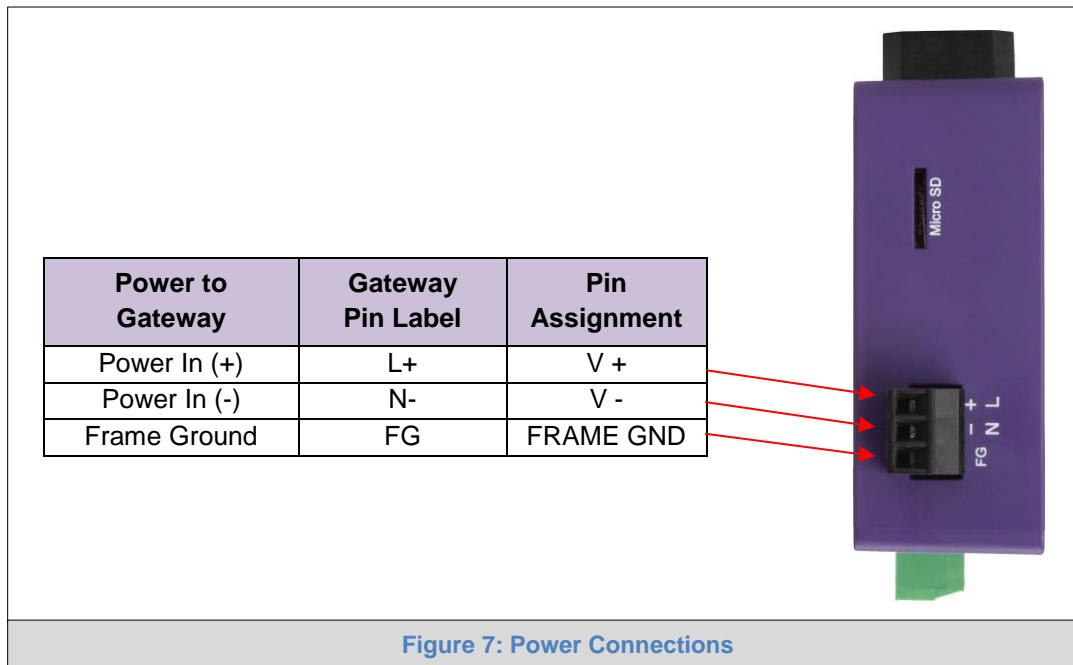 Micro SD
Power to Gateway | Gateway Pin Label | Pin Assignment
Power In (+) | L+ | V +
Power In (-) | N- | V -
Frame Ground | FG | FRAME GND
+ L
− N
FG
Figure 7: Power Connections